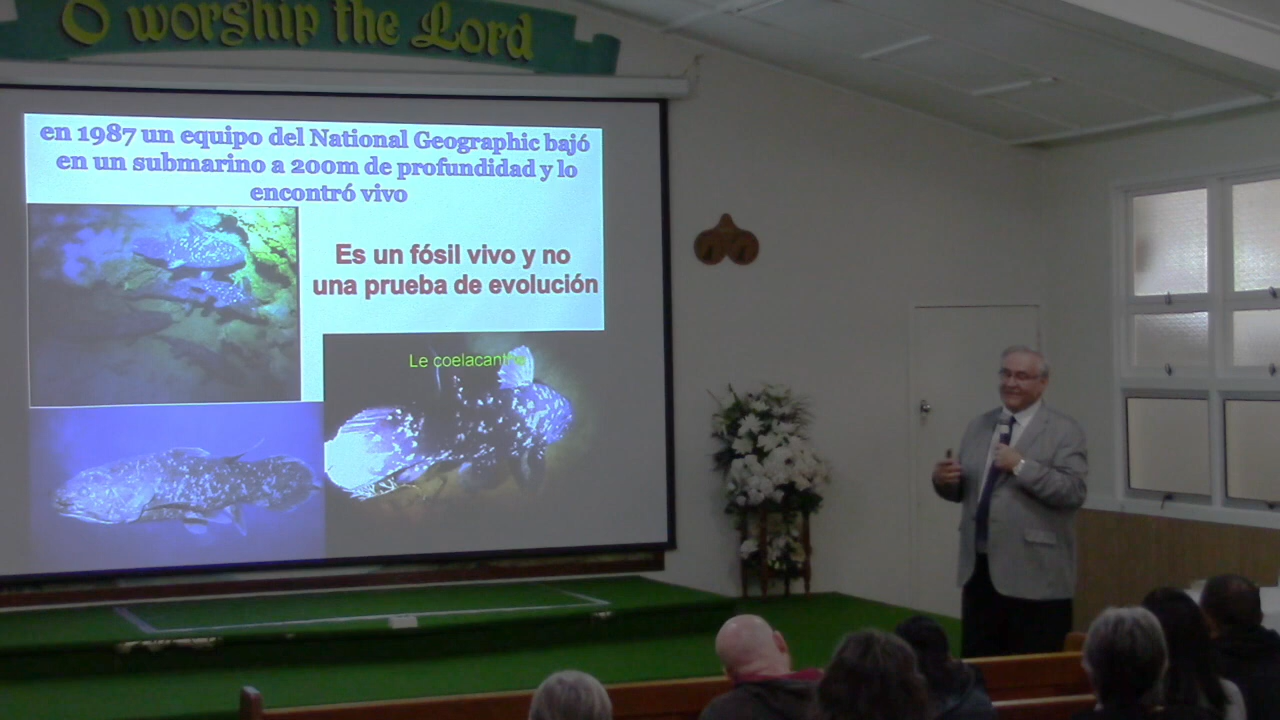 O worship the Lord
en 1987 un equipo del National Geographic bajó
en un submarino a 200m de profundidad y lo
encontró vivo
Es un fósil vivo y no
una prueba de evolución
Le coelacanthe